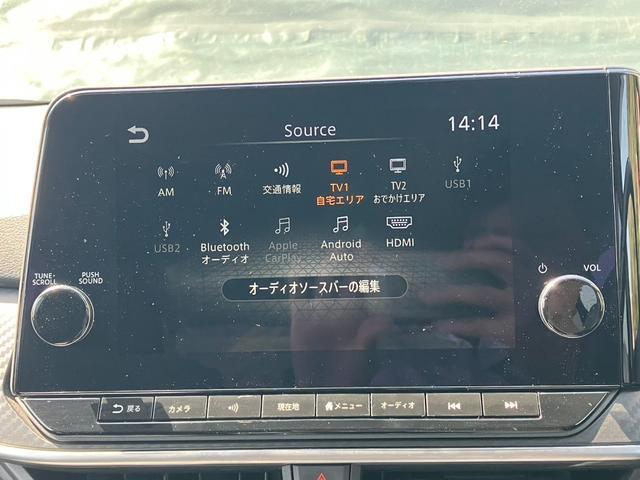 Source
14:14
AM
FM
交通情報
TV1
自宅エリア
TV2
おでかけエリア
USB1
USB2
Bluetooth
オーディオ
Apple
CarPlay
Android
Auto
HDMI
オーディオソースバーの編集
TUNE·
SCROLL
PUSH
SOUND
VOL
戻る
カメラ
現在地
メニュー
オーディオ